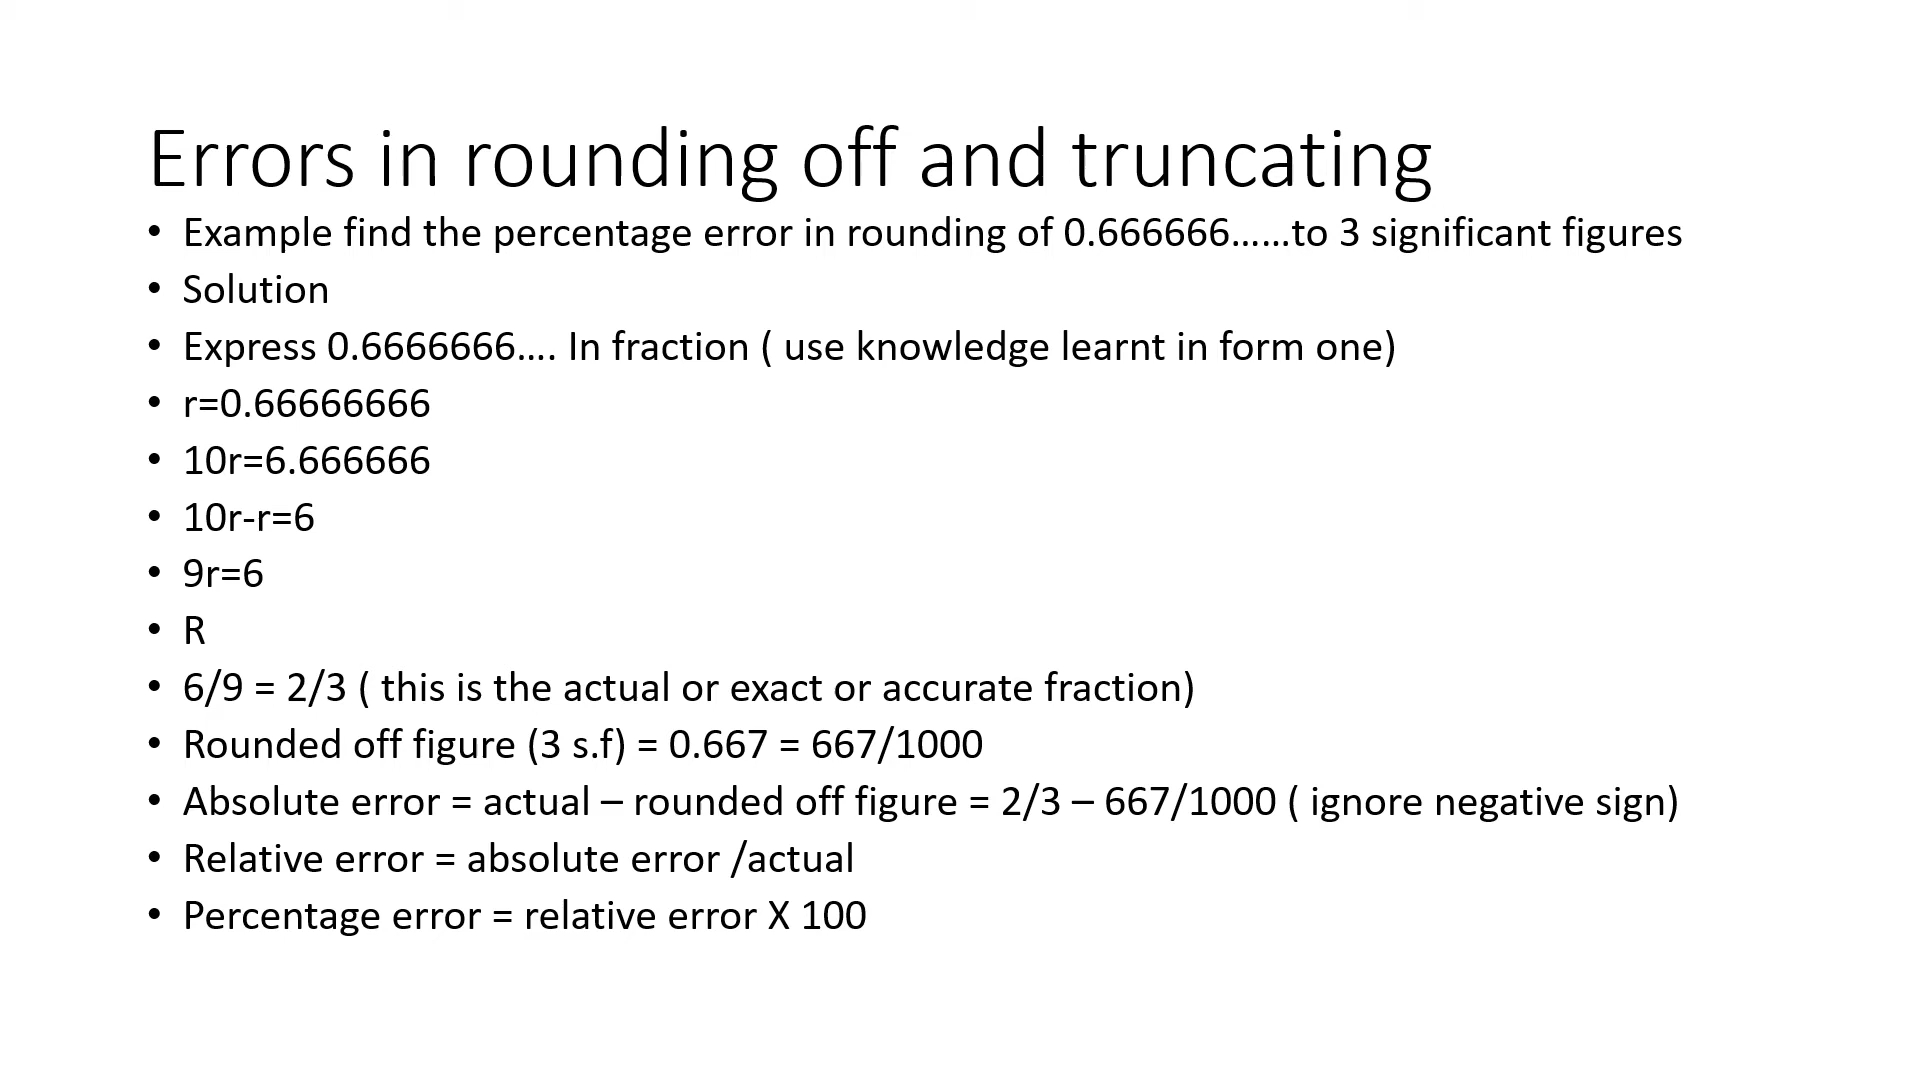 Errors in rounding off and truncating
• Example find the percentage error in rounding of 0.666666......to 3 significant figures
• Solution
• Express 0.6666666.... In fraction ( use knowledge learnt in form one)
• r=0.66666666
• 10r=6.666666
• 10r-r=6
• 9r=6
• R
• 6/9 = 2/3 ( this is the actual or exact or accurate fraction)
• Rounded off figure (3 s.f) = 0.667 = 667/1000
• Absolute error = actual – rounded off figure = 2/3 – 667/1000 ( ignore negative sign)
• Relative error = absolute error /actual
• Percentage error = relative error X 100